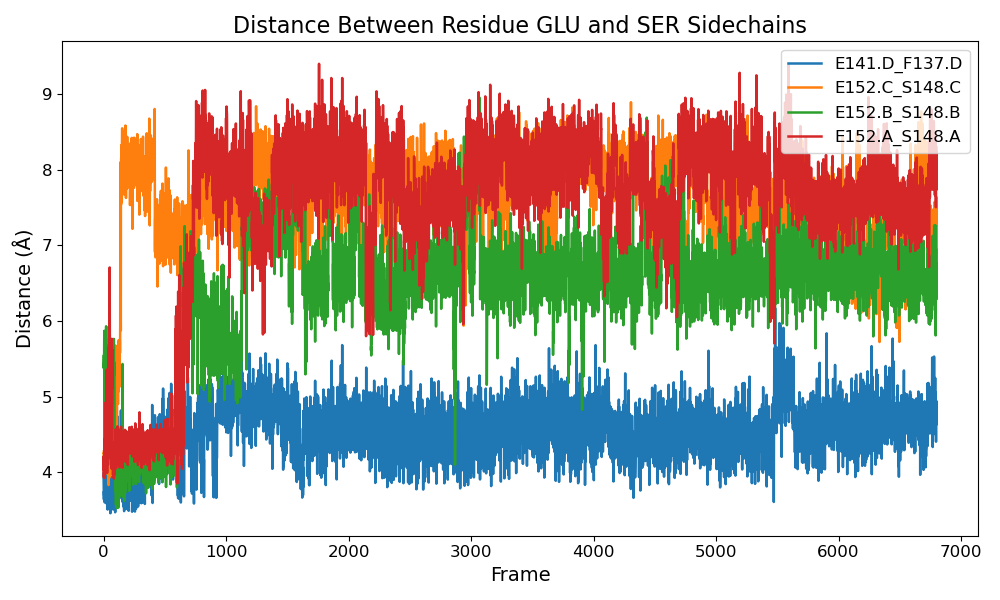 Distance Between Residue GLU and SER Sidechains
E141.D_F137.D
E152.C_S148.C
E152.B_S148.B
E152.A_S148.A
Distance (Å)
9
8
7
6
5
4
0 1000 2000 3000 4000 5000 6000 7000
Frame